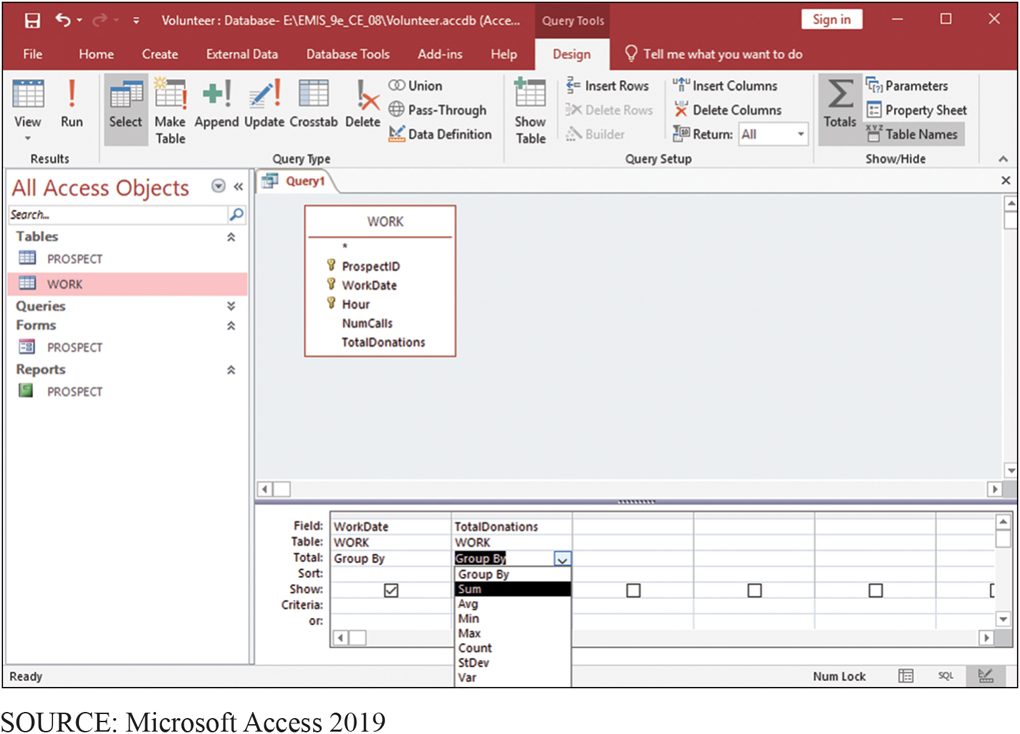 Volunteer : Database- E:\EMIS_9e_CE_08\Volunteer.accdb (Acce...
Query Tools
Sign in
File Home Create External Data Database Tools Add-ins Help Design Tell me what you want to do
View
Run
Results
Select
Make Table
Append
Update
Crosstab
Delete
Union
Pass-Through
Data Definition
Query Type
Show Table
Insert Rows
Delete Rows
Builder
Insert Columns
Delete Columns
Return: All
Query Setup
Totals
Parameters
Property Sheet
XYZ Table Names
Show/Hide
All Access Objects
Search...
Tables
PROSPECT
WORK
Queries
Forms
PROSPECT
Reports
PROSPECT
Query1
WORK
*
ProspectID
WorkDate
Hour
NumCalls
TotalDonations
Field: WorkDate TotalDonations
Table: WORK WORK
Total: Group By Group By
Sort:
Show:
Criteria:
or:
Group By
Sum
Avg
Min
Max
Count
StDev
Var
Ready
Num Lock
SQL
SOURCE: Microsoft Access 2019